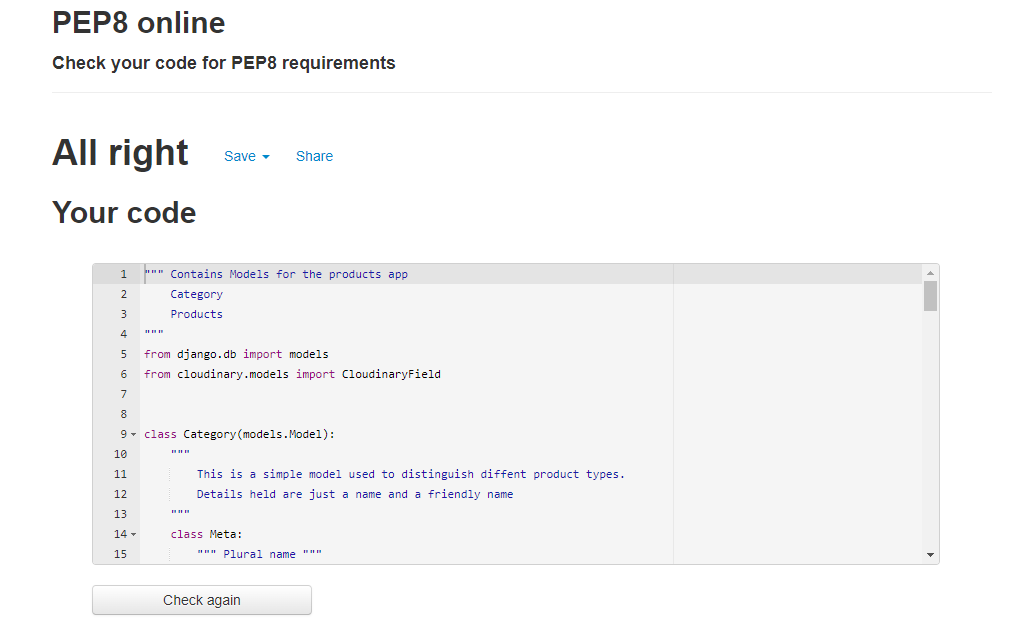 PEP8 online
Check your code for PEP8 requirements
All right Save Share
Your code
1 """ Contains Models for the products app
2 Category
3 Products
4 """
5 from django.db import models
6 from cloudinary.models import CloudinaryField
7
8
9 class Category(models.Model):
10 """
11 This is a simple model used to distinguish diffent product types.
12 Details held are just a name and a friendly name
13 """
14 class Meta:
15 """ Plural name """
Check again